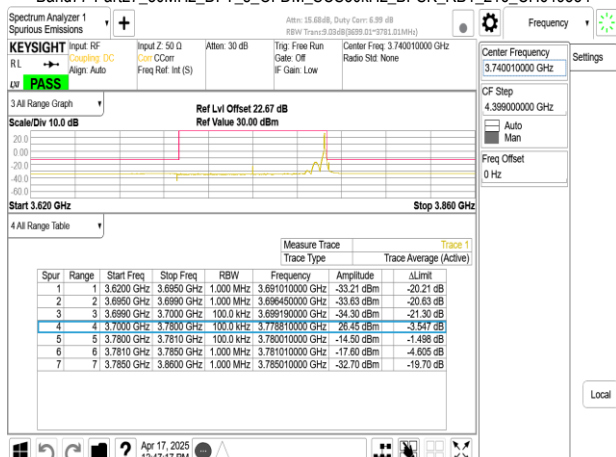 Spectrum Analyzer 1
Spurious Emissions
Attn: 15.68dB, Duty Corr: 6.99 dB
Frequency
Settings
KEYSIGHT Input: RF Input Z: 50 Ω Atten: 30 dB Trig: Free Run Center Freq: 3.740010000 GHz
RL Coupling: DC Corr CCorr Gate: Off Radio Std: None
Align: Auto Freq Ref: Int (S) IF Gain: Low
PASS
Center Frequency
3.740010000 GHz
CF Step
4.399000000 GHz
Auto
Man
Freq Offset
0 Hz
3 All Range Graph
Ref Lvl Offset 22.67 dB
Scale/Div 10.0 dB Ref Value 30.00 dBm
20.0
0.00
-20.0
-40.0
-60.0
Start 3.620 GHz Stop 3.860 GHz
4 All Range Table
Measure Trace Trace 1
Trace Type Trace Average (Active)
Spur Range Start Freq Stop Freq RBW Frequency Amplitude ΔLimit
1 1 3.6200 GHz 3.6950 GHz 1.000 MHz 3.691010000 GHz -33.21 dBm -20.21 dB
2 2 3.6950 GHz 3.6990 GHz 1.000 MHz 3.696450000 GHz -33.63 dBm -20.63 dB
3 3 3.6990 GHz 3.7000 GHz 100.0 kHz 3.699190000 GHz -34.30 dBm -21.30 dB
4 4 3.7000 GHz 3.7800 GHz 100.0 kHz 3.778810000 GHz 26.45 dBm -3.547 dB
5 5 3.7800 GHz 3.7810 GHz 100.0 kHz 3.780010000 GHz -14.50 dBm -1.498 dB
6 6 3.7810 GHz 3.7850 GHz 1.000 MHz 3.781010000 GHz -17.60 dBm -4.605 dB
7 7 3.7850 GHz 3.8600 GHz 1.000 MHz 3.785010000 GHz -32.70 dBm -19.70 dB
Local
Apr 17, 2025